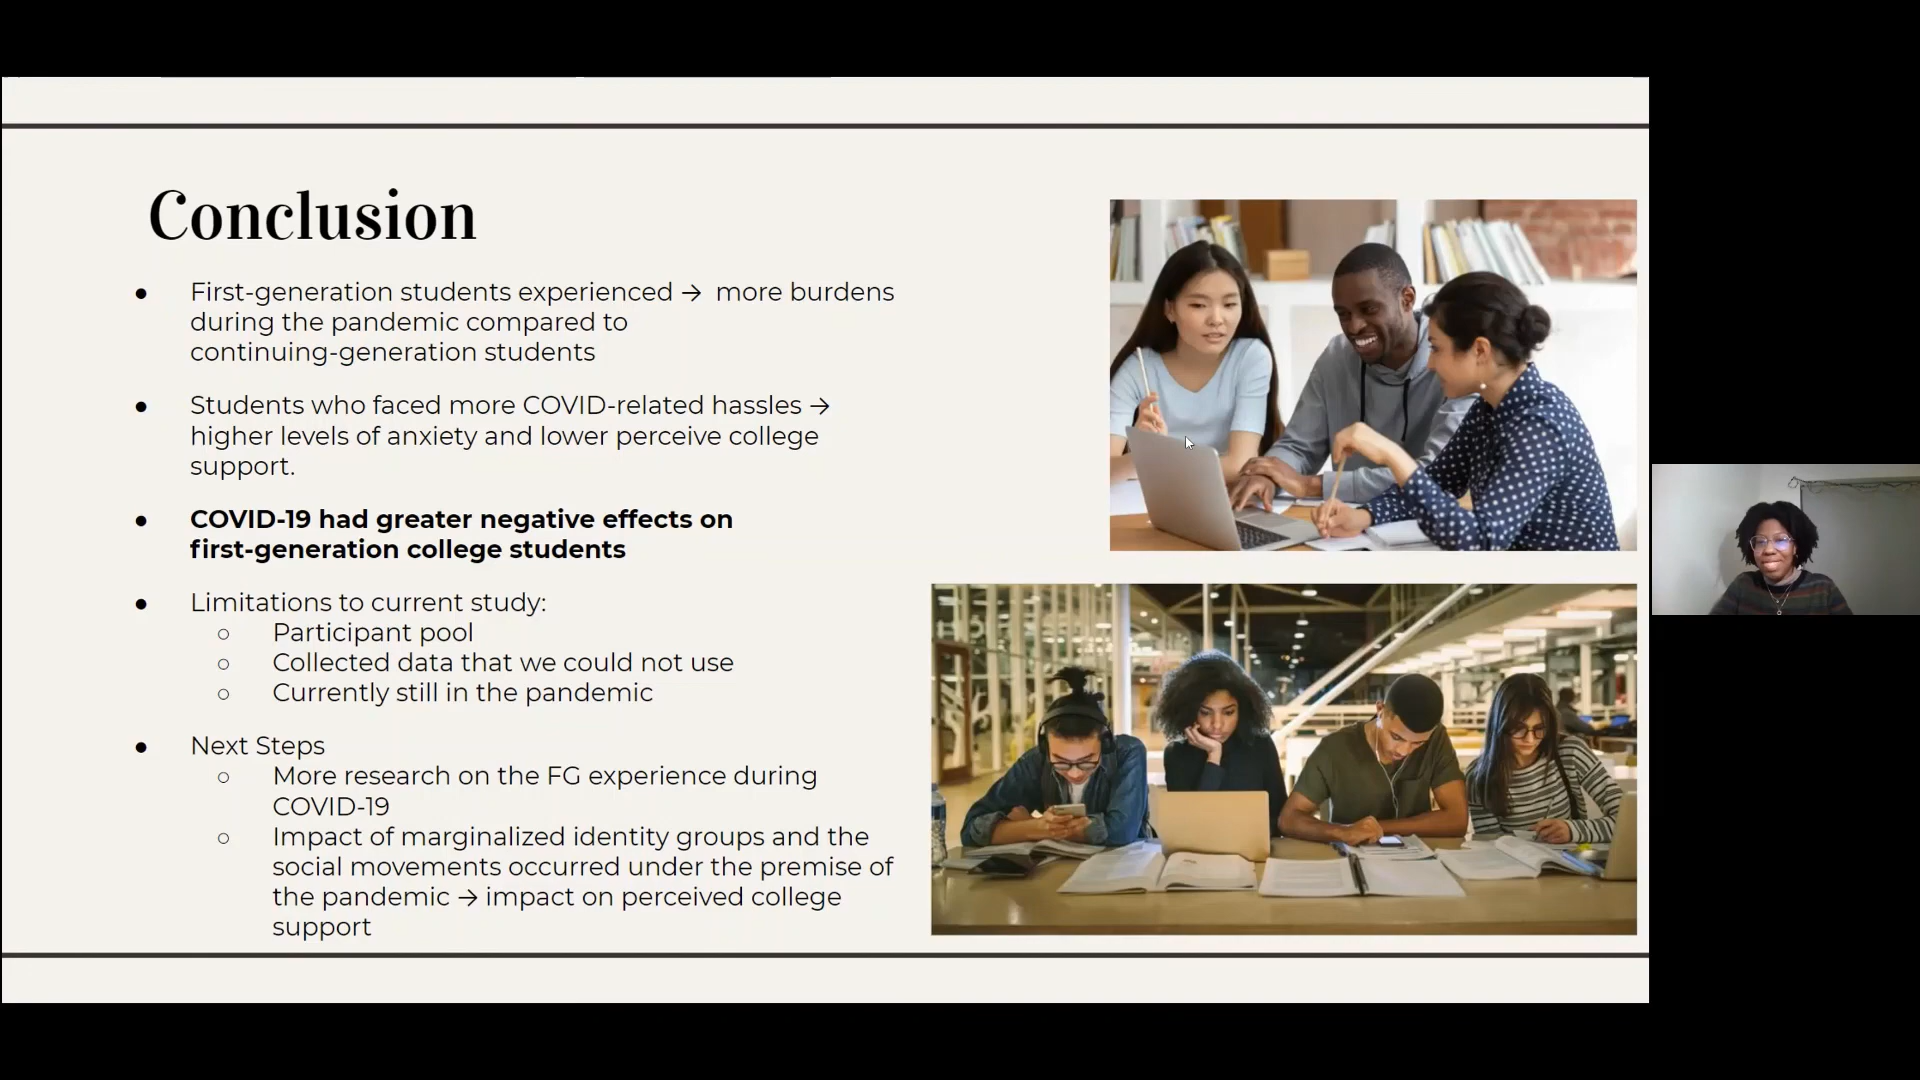 Conclusion
● First-generation students experienced → more burdens
during the pandemic compared to
continuing-generation students
● Students who faced more COVID-related hassles →
higher levels of anxiety and lower perceive college
support.
● COVID-19 had greater negative effects on
first-generation college students
● Limitations to current study:
○ Participant pool
○ Collected data that we could not use
○ Currently still in the pandemic
● Next Steps
○ More research on the FG experience during
COVID-19
○ Impact of marginalized identity groups and the
social movements occurred under the premise of
the pandemic → impact on perceived college
support